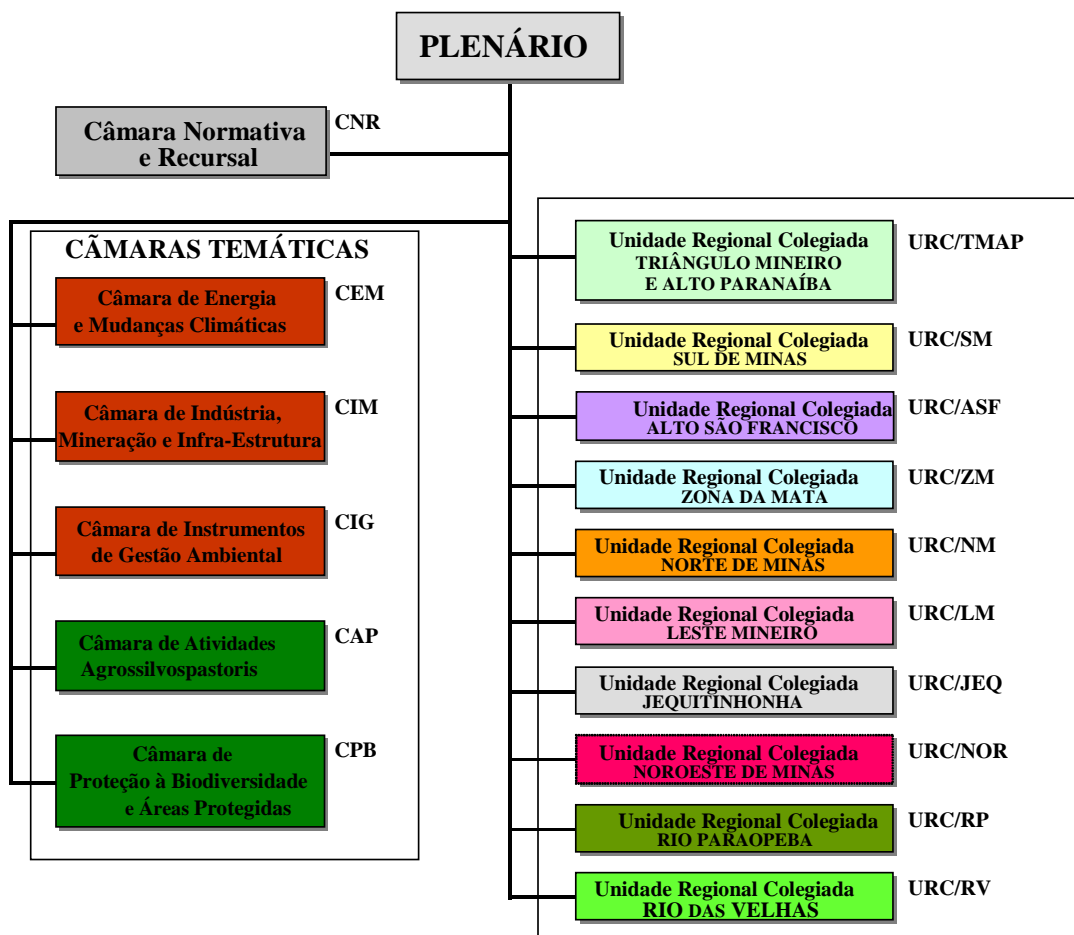 PLENÁRIO
Câmara Normativa
e Recursal
CNR
CÃMARAS TEMÁTICAS
Câmara de Energia
e Mudanças Climáticas
CEM
Câmara de Indústria,
Mineração e Infra-Estrutura
CIM
Câmara de Instrumentos
de Gestão Ambiental
CIG
Câmara de Atividades
Agrossilvospastoris
CAP
Câmara de
Proteção à Biodiversidade
e Áreas Protegidas
CPB
Unidade Regional Colegiada
TRIÂNGULO MINEIRO
E ALTO PARANAÍBA
URC/TMAP
Unidade Regional Colegiada
SUL DE MINAS
URC/SM
Unidade Regional Colegiada
ALTO SÃO FRANCISCO
URC/ASF
Unidade Regional Colegiada
ZONA DA MATA
URC/ZM
Unidade Regional Colegiada
NORTE DE MINAS
URC/NM
Unidade Regional Colegiada
LESTE MINEIRO
URC/LM
Unidade Regional Colegiada
JEQUITINHONHA
URC/JEQ
Unidade Regional Colegiada
NOROESTE DE MINAS
URC/NOR
Unidade Regional Colegiada
RIO PARAOPEBA
URC/RP
Unidade Regional Colegiada
RIO DAS VELHAS
URC/RV